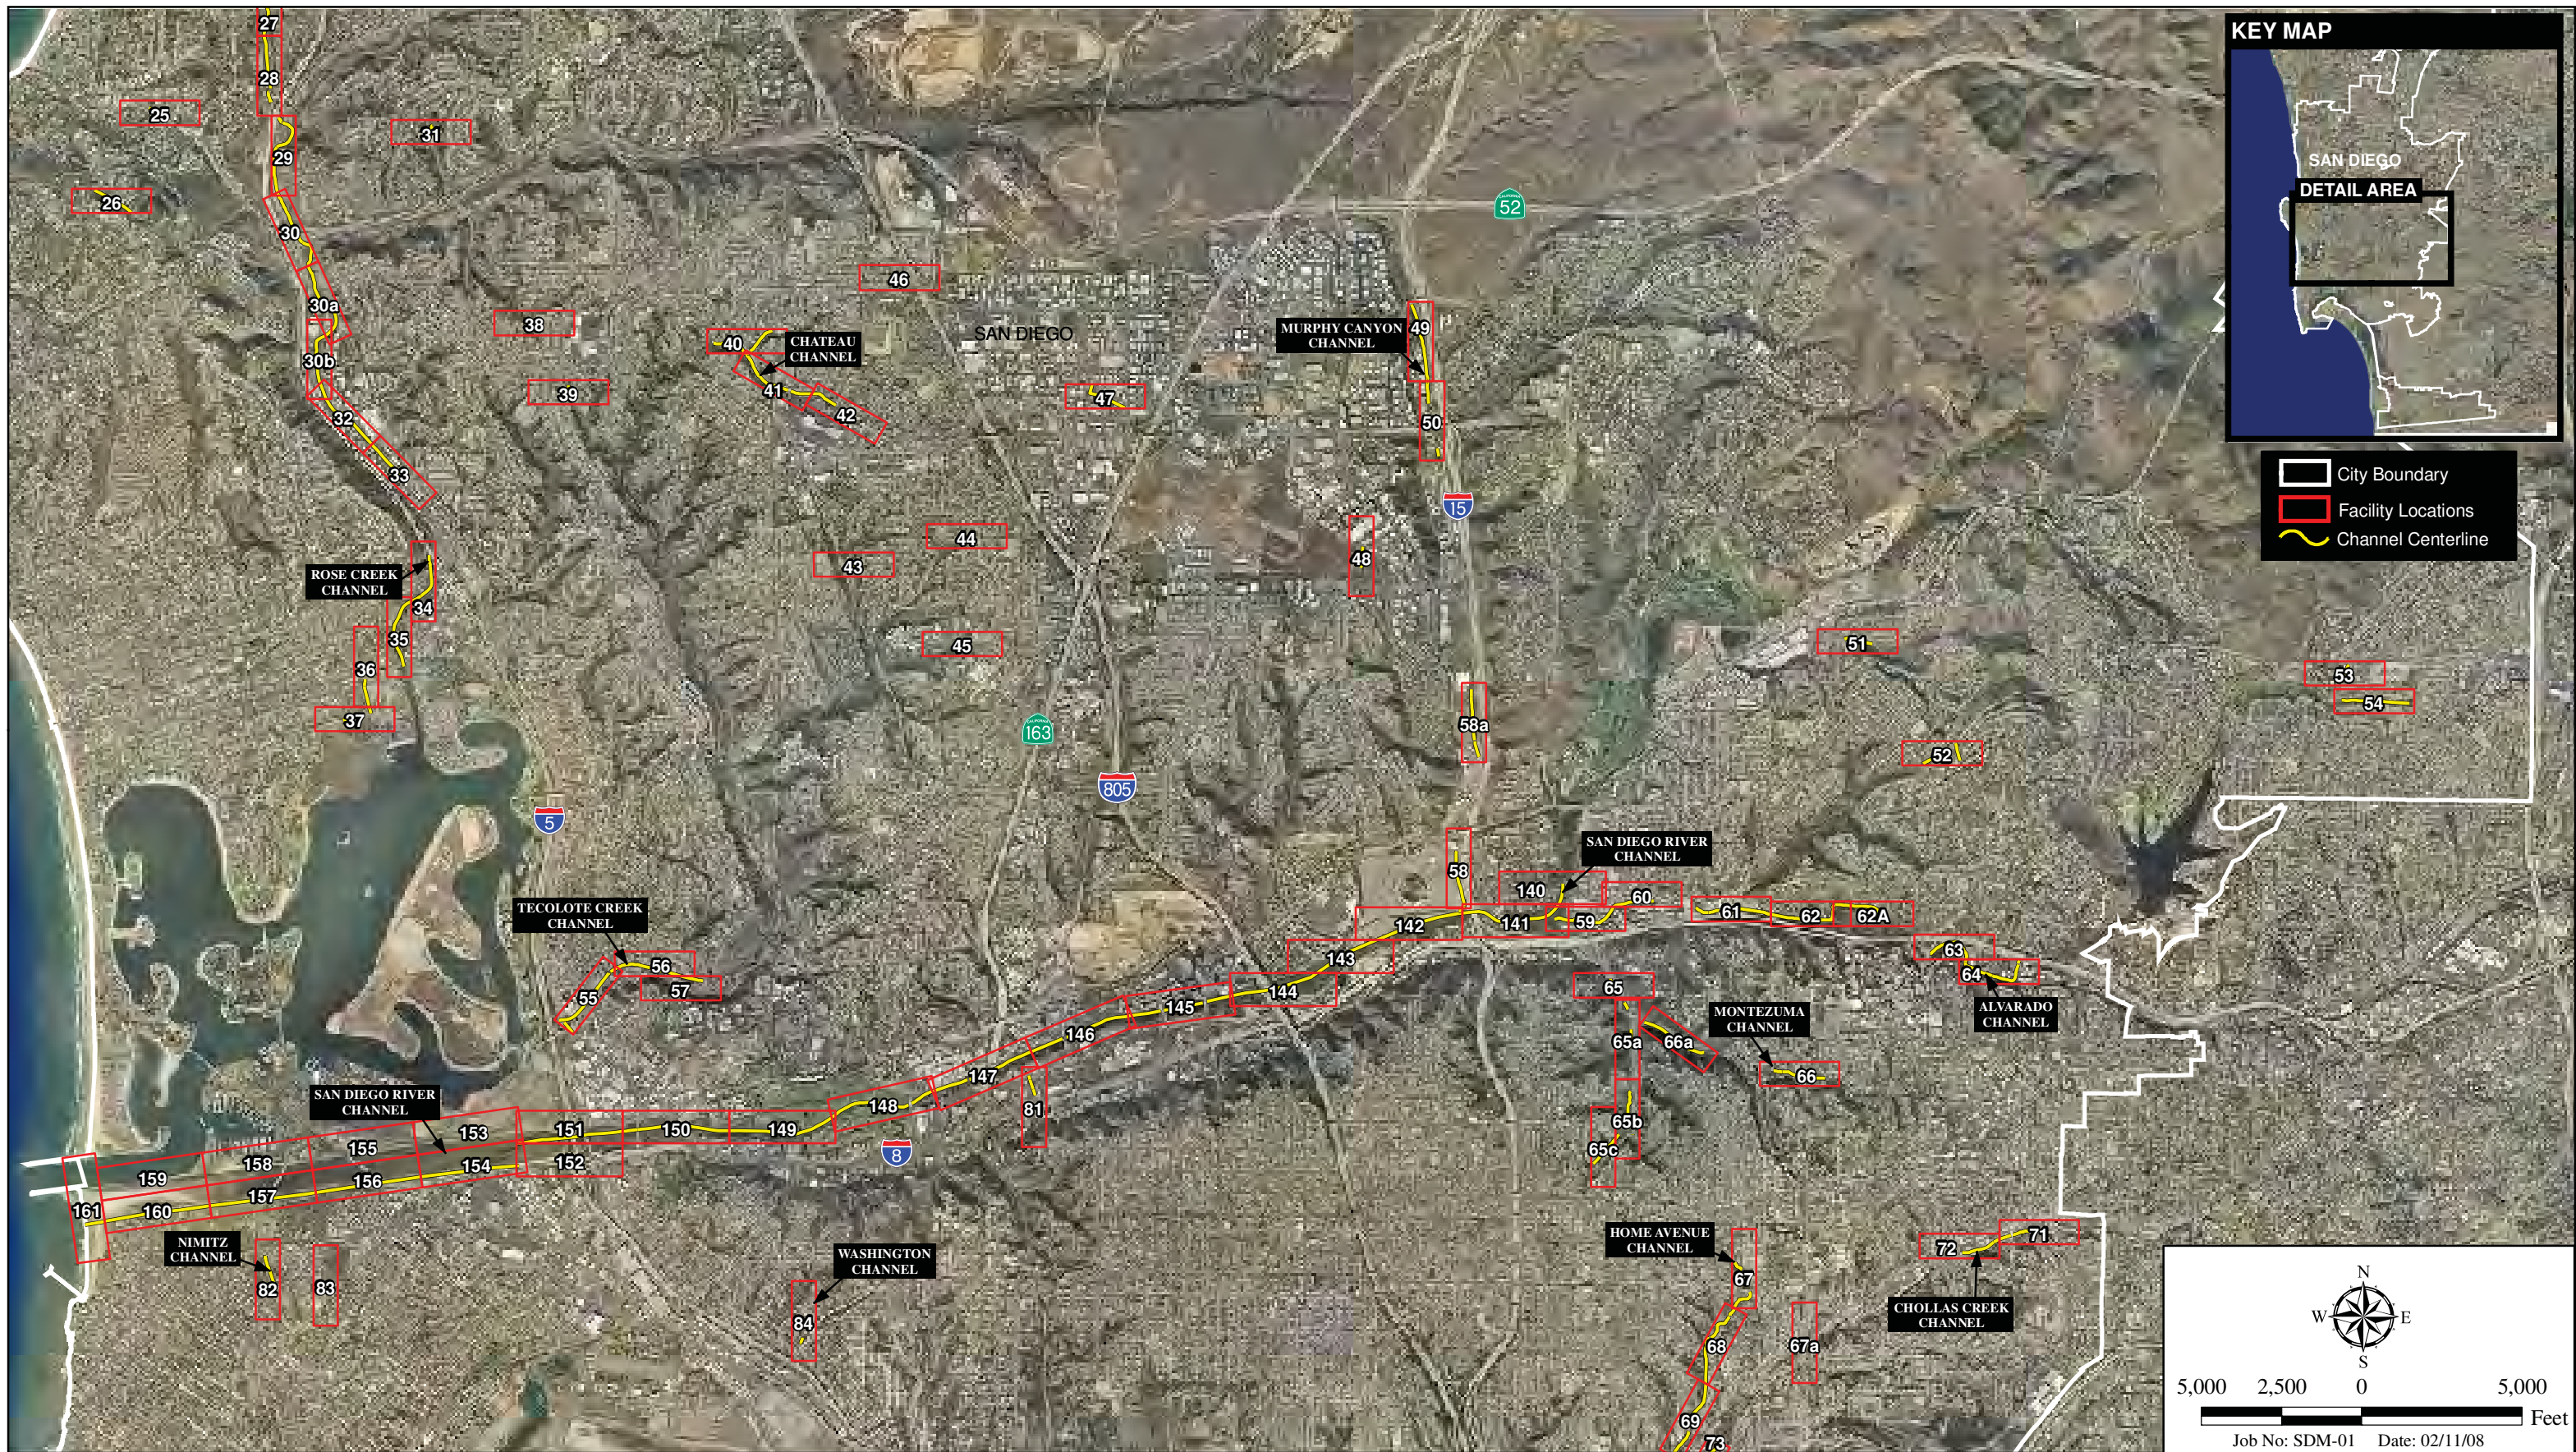 27
28
25
31
29
26
30
30a
30b
32
33
38
39
40
CHATEAU
CHANNEL
41
42
46
SAN DIEGO
47
CALIFORNIA
52
MURPHY CANYON
CHANNEL
49
50
15
48
44
43
45
ROSE CREEK
CHANNEL
34
35
36
37
CALIFORNIA
163
805
5
58a
51
52
53
54
58
SAN DIEGO RIVER
CHANNEL
140
60
59
141
142
143
144
145
146
147
148
149
150
151
152
61
62
62A
63
64
ALVARADO
CHANNEL
TECOLOTE CREEK
CHANNEL
56
55
57
65
65a
66a
MONTEZUMA
CHANNEL
66
65b
65c
81
8
SAN DIEGO RIVER
CHANNEL
153
154
155
156
157
158
159
160
161
NIMITZ
CHANNEL
82
83
WASHINGTON
CHANNEL
84
HOME AVENUE
CHANNEL
67
67a
68
69
73
71
72
CHOLLAS CREEK
CHANNEL
KEY MAP
SAN DIEGO
DETAIL AREA
City Boundary
Facility Locations
Channel Centerline
N
W
E
S
5,000 2,500 0 5,000
Feet
Job No: SDM-01 Date: 02/11/08